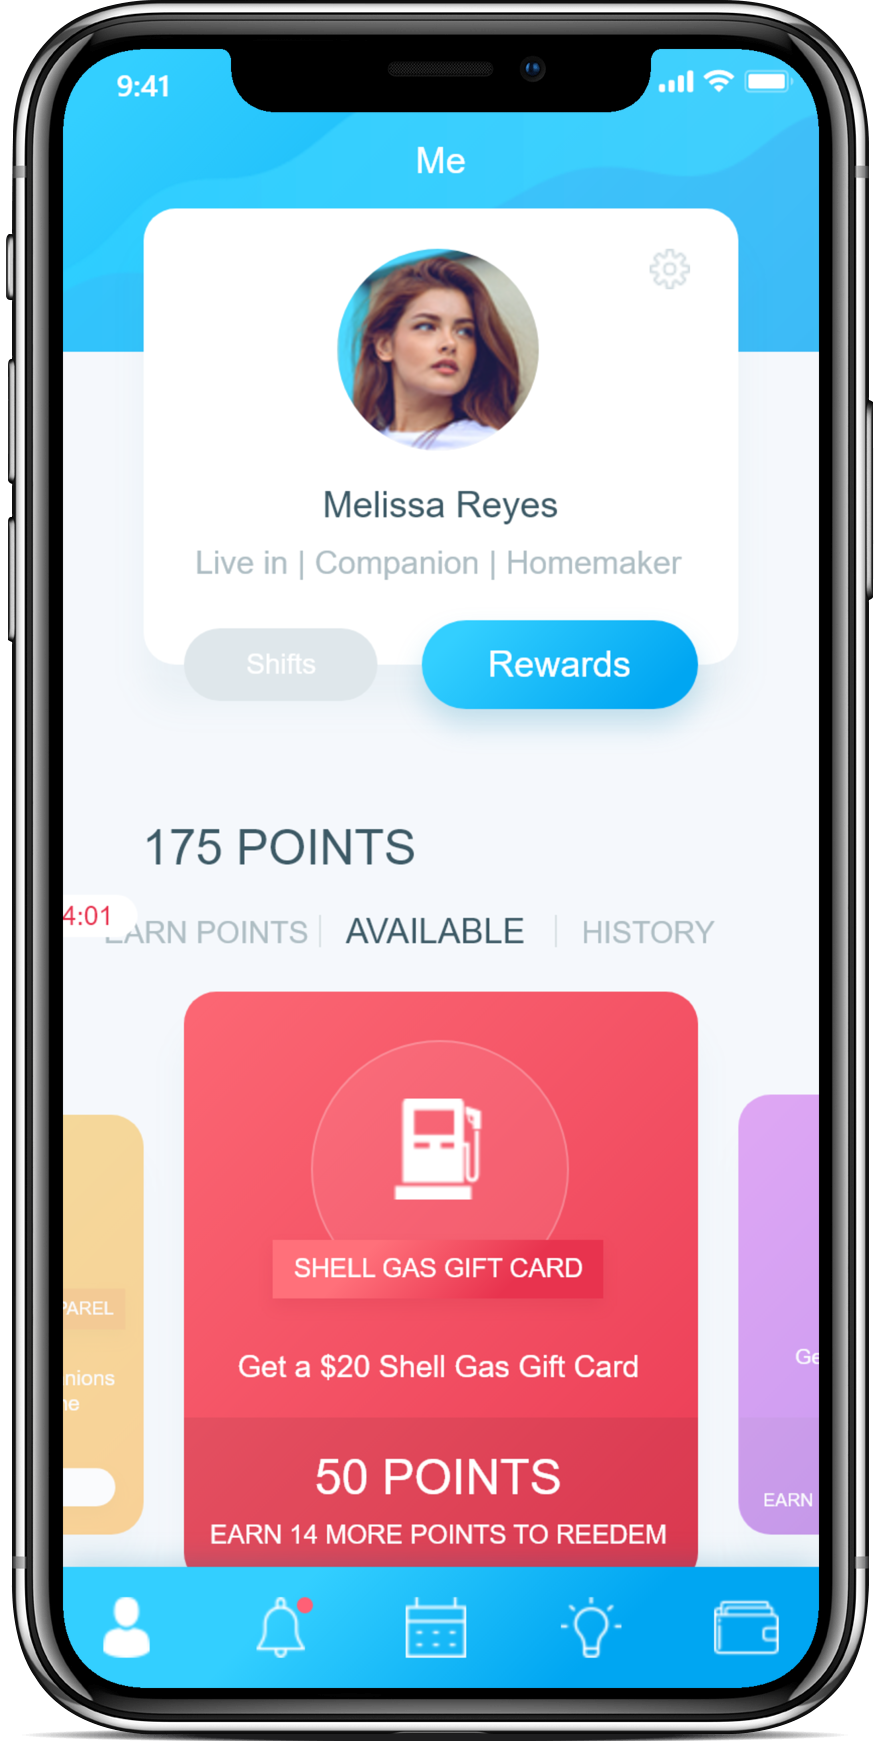 9:41
Me
Melissa Reyes
Live in | Companion | Homemaker
Shifts
Rewards
175 POINTS
4:01
EARN POINTS
AVAILABLE
HISTORY
SHELL GAS GIFT CARD
Get a $20 Shell Gas Gift Card
50 POINTS
EARN 14 MORE POINTS TO REEDEM
PAREL
nions
ne
Ge
EARN